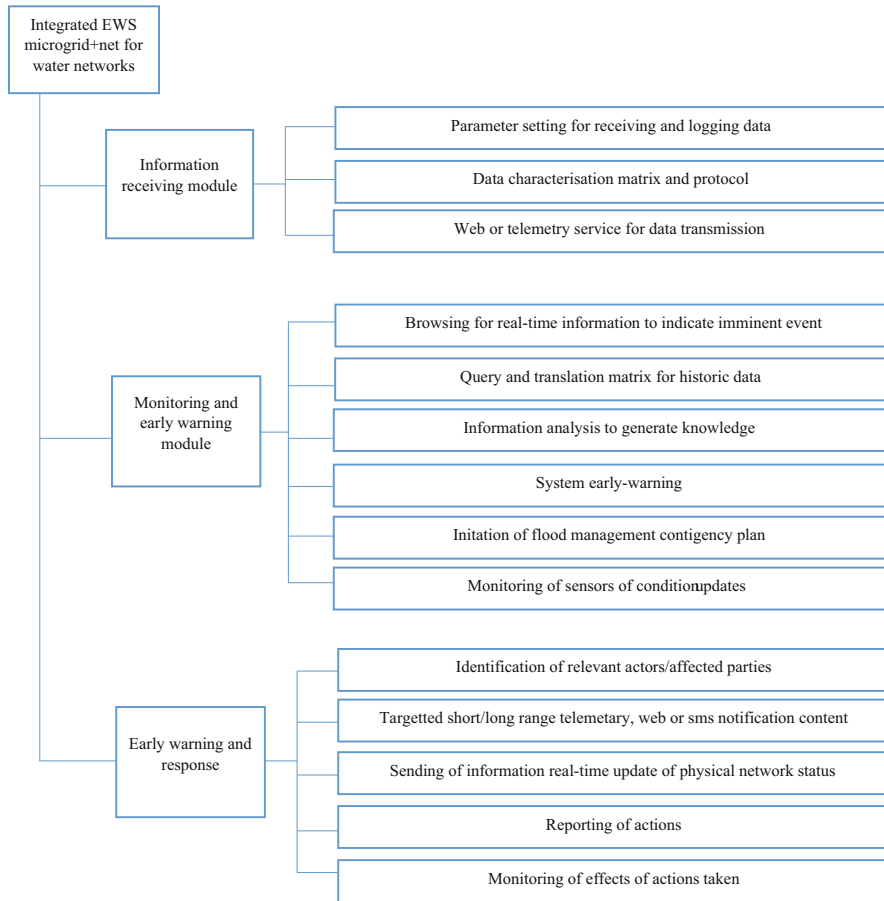 Integrated EWS
microgrid+net for
water networks
Information
receiving module
Parameter setting for receiving and logging data
Data characterisation matrix and protocol
Web or telemetry service for data transmission
Monitoring and
early warning
module
Browsing for real-time information to indicate imminent event
Query and translation matrix for historic data
Information analysis to generate knowledge
System early-warning
Initation of flood management contigency plan
Monitoring of sensors of condition updates
Early warning and
response
Identification of relevant actors/affected parties
Targetted short/long range telemetary, web or sms notification content
Sending of information real-time update of physical network status
Reporting of actions
Monitoring of effects of actions taken